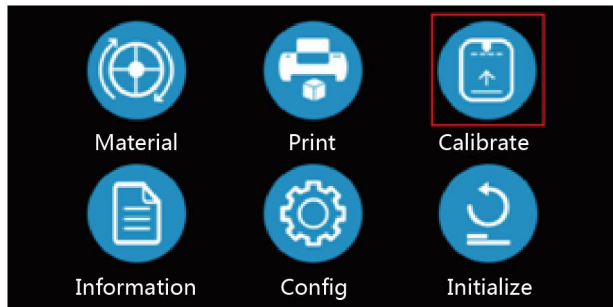 Material Print Calibrate
Information Config Initialize